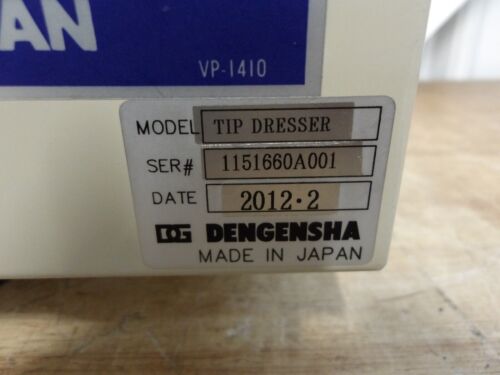 AN
VP-1410
MODEL TIP DRESSER
SER# 1151660A001
DATE 2012・2
DG DENGENSHA
MADE IN JAPAN